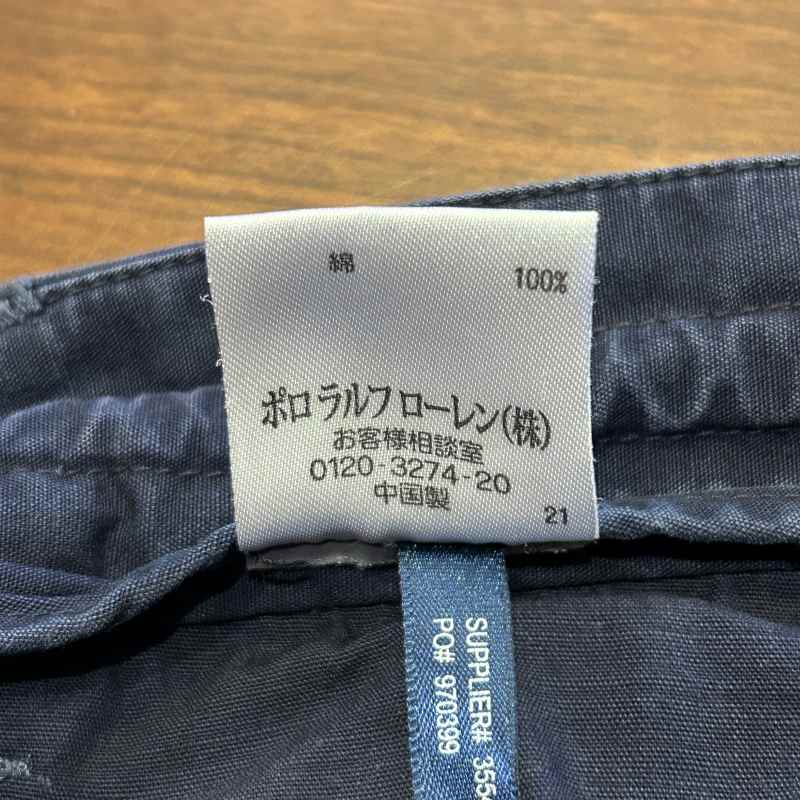 綿 100%
ポロ ラルフ ローレン(株)
お客様相談室
0120-3274-20
中国製
21
SUPPLIER#
PO# 970399